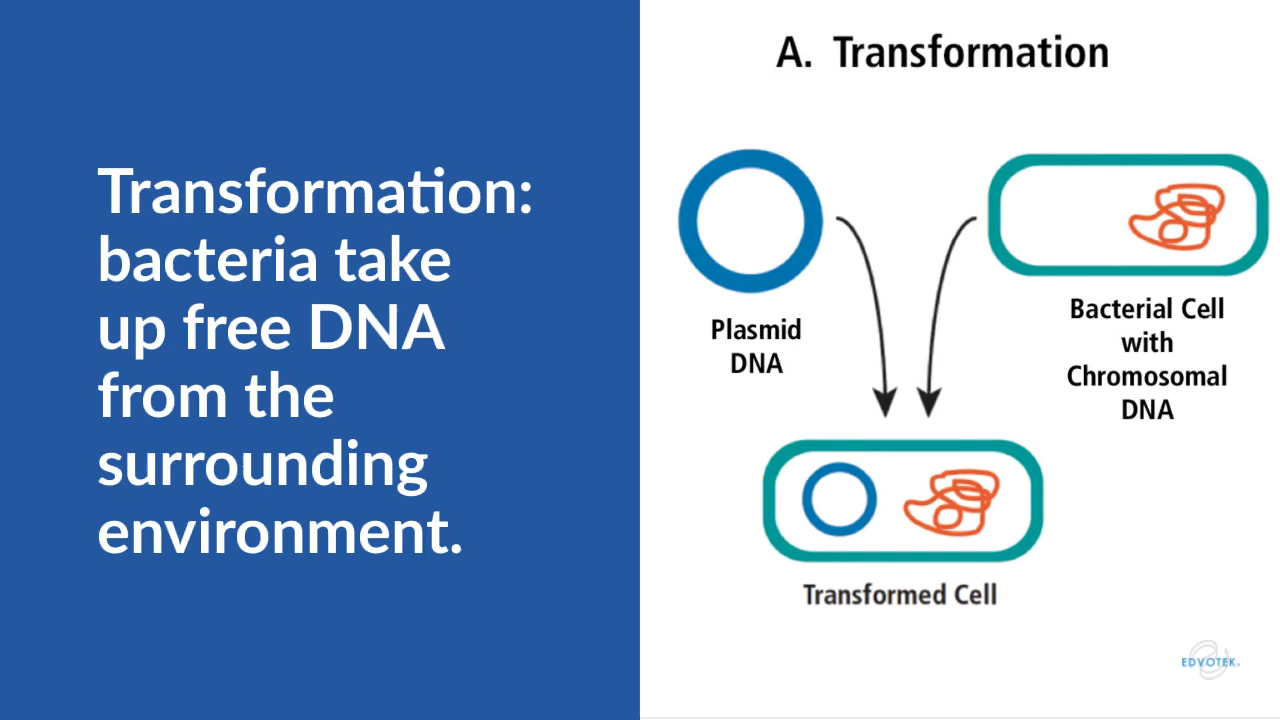 Transformation:
bacteria take
up free DNA
from the
surrounding
environment.
A. Transformation
Plasmid
DNA
Bacterial Cell
with
Chromosomal
DNA
Transformed Cell
EDVOTEK®